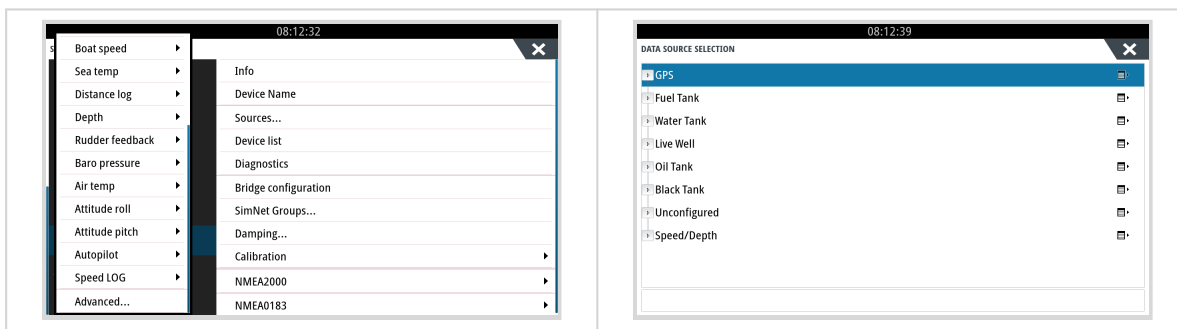 08:12:32
S
Boat speed
Sea temp
Distance log
Depth
Rudder feedback
Baro pressure
Air temp
Attitude roll
Attitude pitch
Autopilot
Speed LOG
Advanced...
Info
Device Name
Sources...
Device list
Diagnostics
Bridge configuration
SimNet Groups...
Damping...
Calibration
NMEA2000
NMEA0183
08:12:39
DATA SOURCE SELECTION
GPS
Fuel Tank
Water Tank
Live Well
Oil Tank
Black Tank
Unconfigured
Speed/Depth